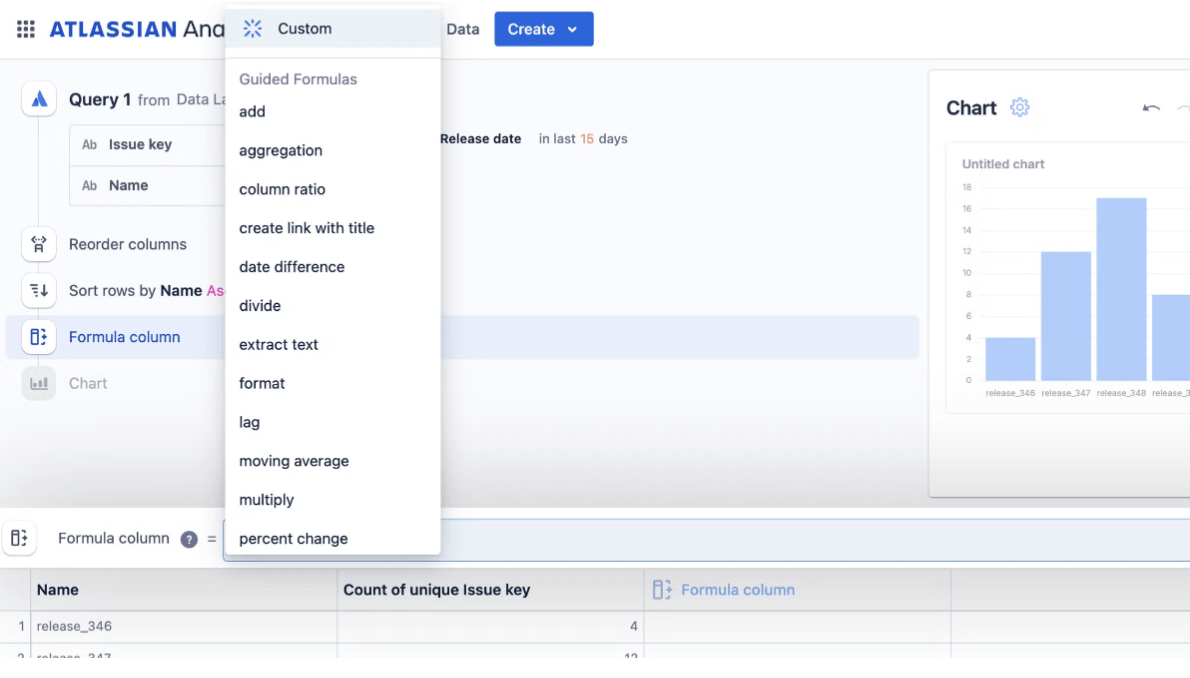 ATLASSIAN Ana
Custom
Data
Create
Guided Formulas
add
aggregation
column ratio
create link with title
date difference
divide
extract text
format
lag
moving average
multiply
percent change
Query 1 from Data La
Ab Issue key
Ab Name
Release date in last 15 days
Reorder columns
Sort rows by Name As
Formula column
Chart
Chart
Untitled chart
18
16
14
12
10
8
6
4
2
0
release_346 release_347 release_348 release_3
Formula column ? =
Name Count of unique Issue key Formula column
1 release_346 4
2 release_347 12